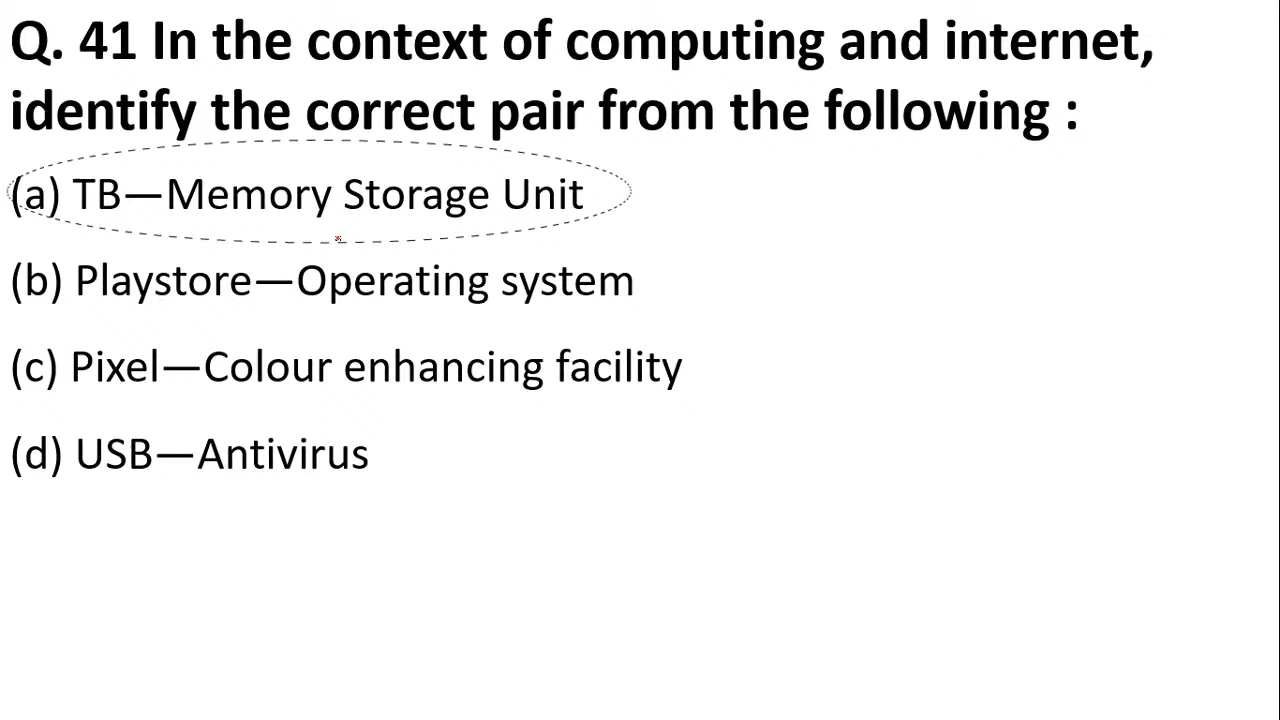 Q. 41 In the context of computing and internet,
identify the correct pair from the following :
(a) TB—Memory Storage Unit
(b) Playstore—Operating system
(c) Pixel—Colour enhancing facility
(d) USB—Antivirus